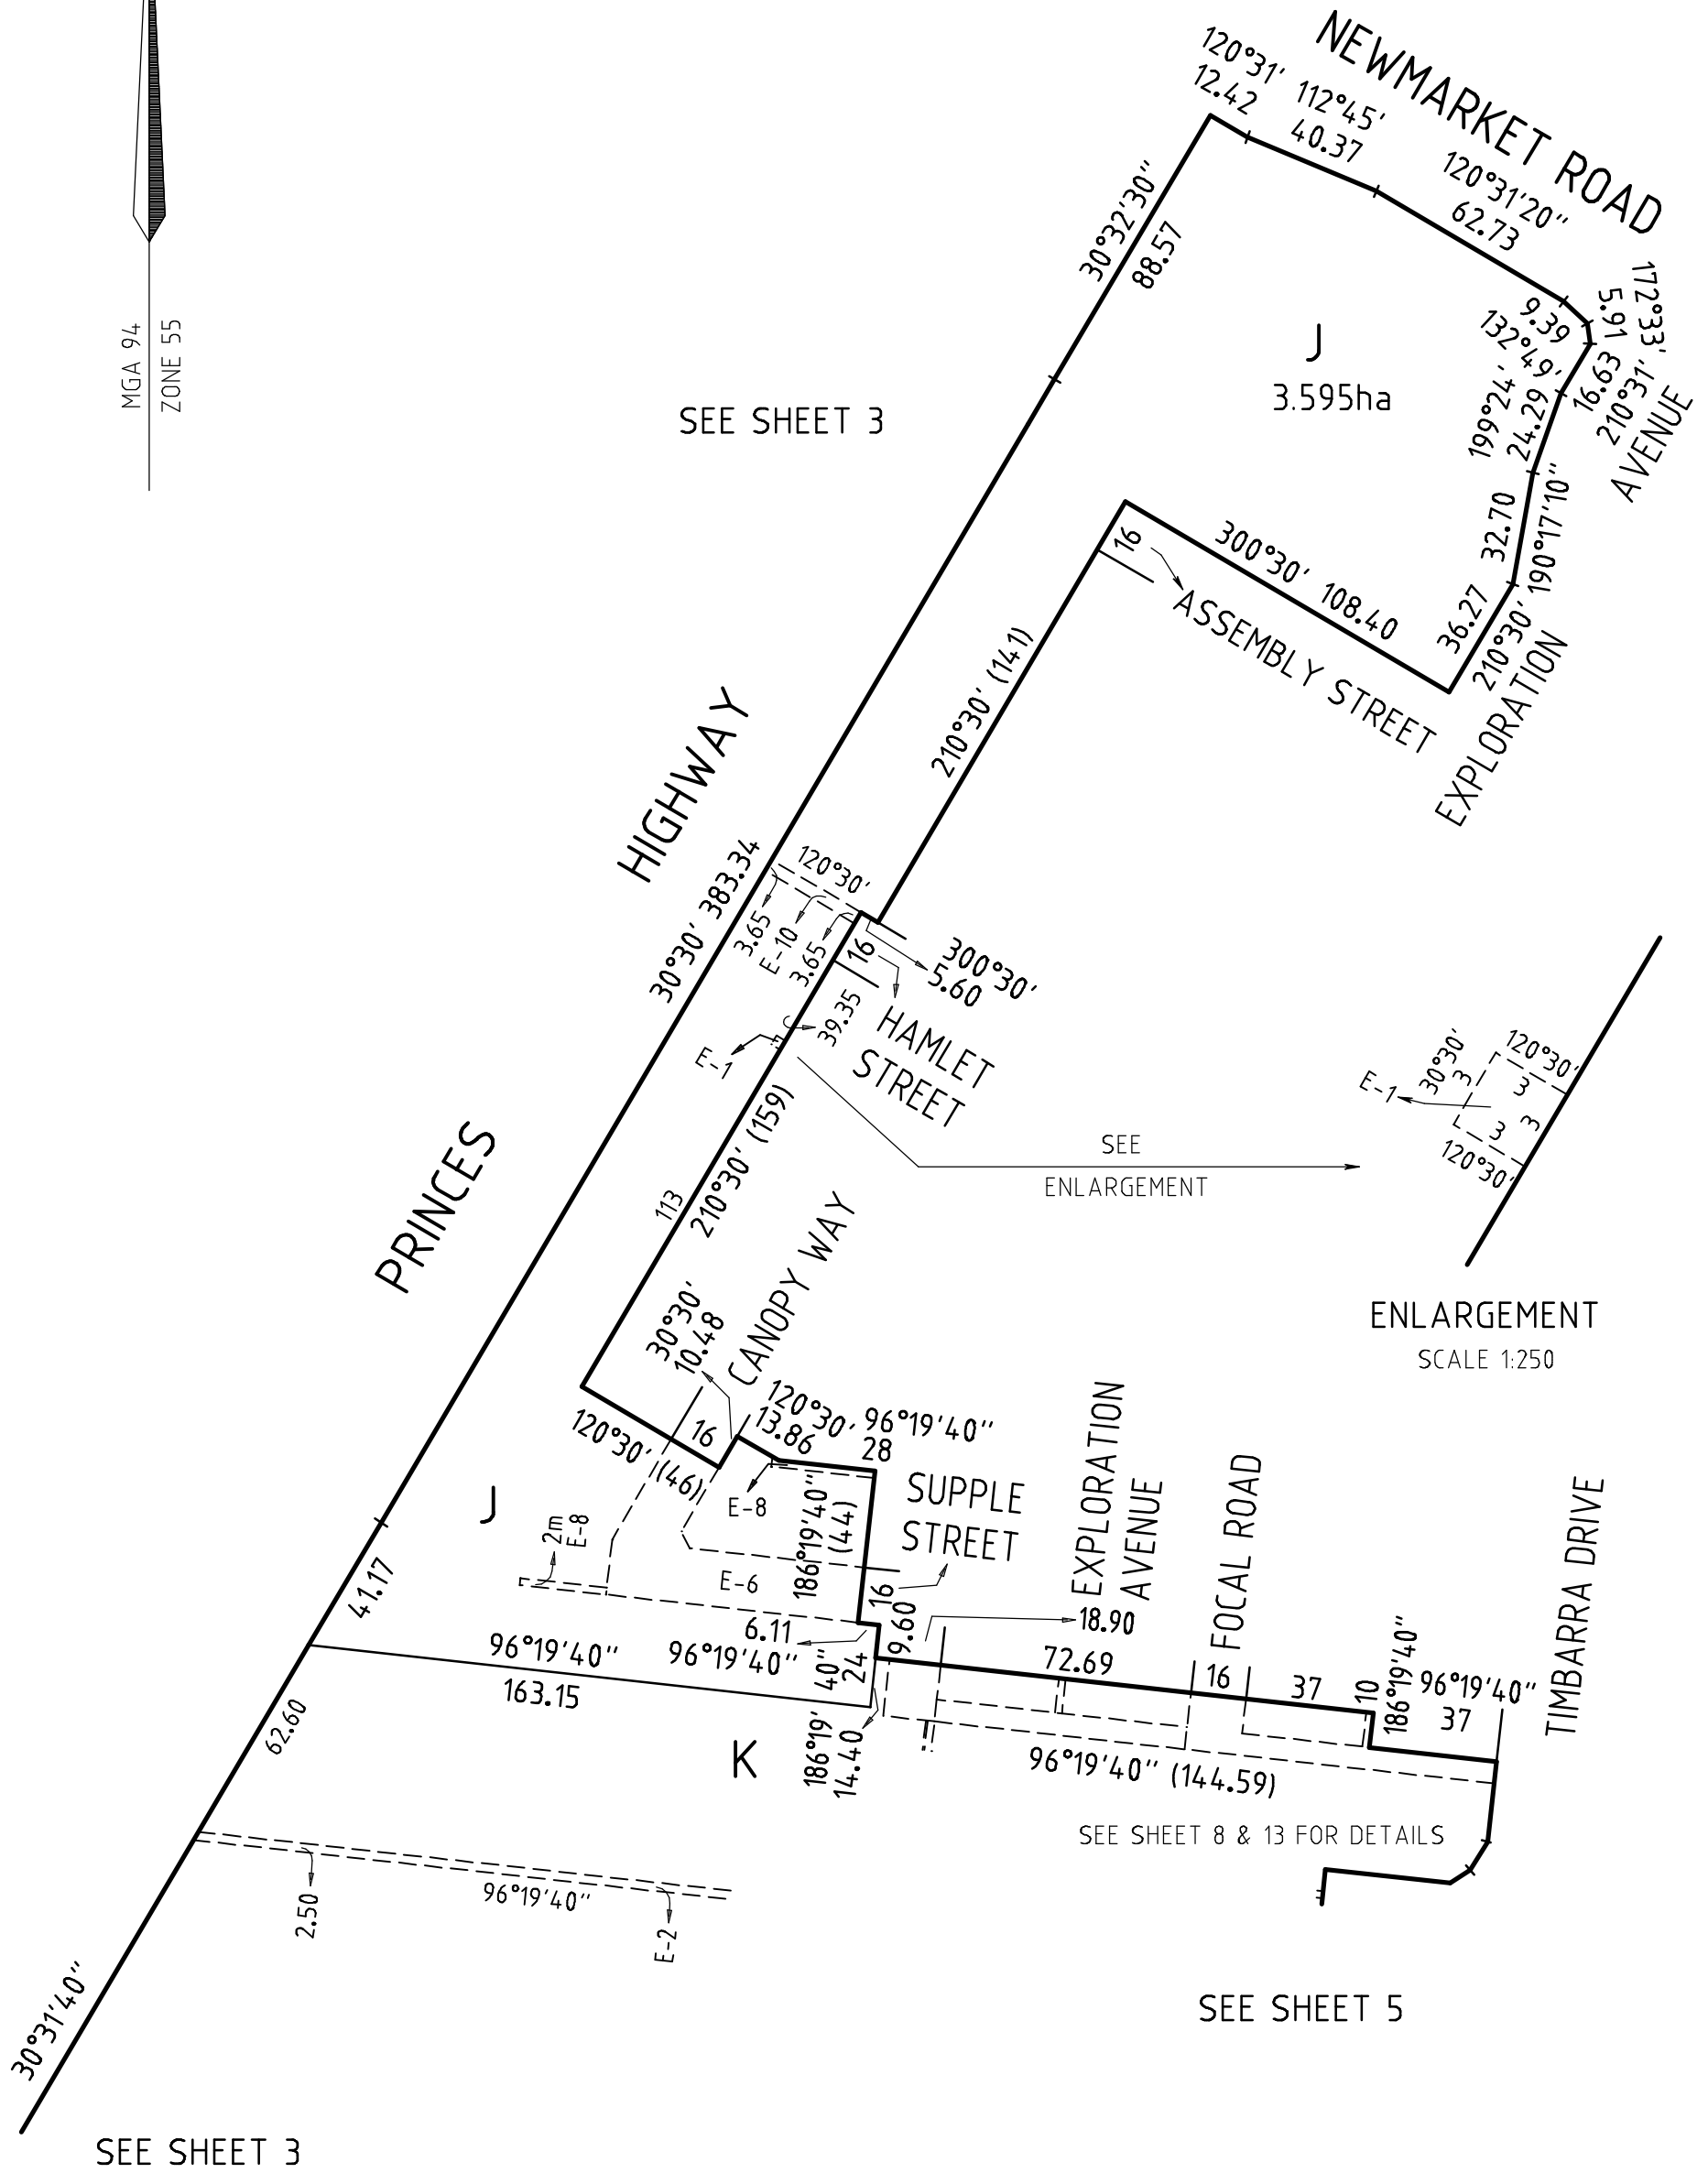 NEWMARKET ROAD
120°31'
12.42
112°45'
40.37
120°31'20"
62.73
172°33'
5.91
9.39
132°49'
16.63
210°31'
AVENUE
199°24'
24.29
30°32'30"
88.57
MGA 94
ZONE 55
J
3.595ha
SEE SHEET 3
32.70
190°17'10"
16
300°30' 108.40
36.27
210°30'
EXPLORATION
ASSEMBLY STREET
210°30' (141)
HIGHWAY
30°30' 383.34
120°30'
3.65
E-10
3.65
16
300°30'
5.60
39.35
HAMLET
STREET
E-1
120°30'
30°30'
3
3
E-1
3
3
120°30'
SEE
ENLARGEMENT
PRINCES
113
210°30' (159)
CANOPY WAY
ENLARGEMENT
SCALE 1:250
30°30'
10.48
120°30'
13.86
96°19'40"
28
16
120°30' (46)
E-8
186°19'40"
(44)
SUPPLE
STREET
EXPLORATION
AVENUE
FOCAL ROAD
TIMBARRA DRIVE
J
2m
E-8
E-6
16
41.17
6.11
9.60
18.90
96°19'40"
163.15
96°19'40"
40"
24
72.69
16
37
10
186°19'40"
96°19'40"
37
62.60
K
186°19'
14.40
96°19'40" (144.59)
SEE SHEET 8 & 13 FOR DETAILS
2.50
96°19'40"
E-2
30°31'40"
SEE SHEET 5
SEE SHEET 3